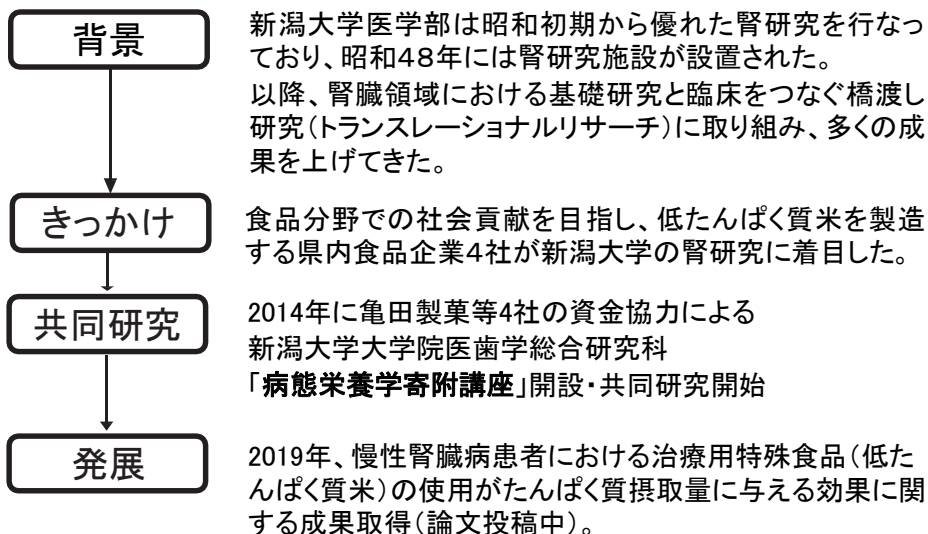 背景
新潟大学医学部は昭和初期から優れた腎研究を行なっ
ており、昭和48年には腎研究施設が設置された。
以降、腎臓領域における基礎研究と臨床をつなぐ橋渡し
研究(トランスレーショナルリサーチ)に取り組み、多くの成
果を上げてきた。
きっかけ
食品分野での社会貢献を目指し、低たんぱく質米を製造
する県内食品企業4社が新潟大学の腎研究に着目した。
共同研究
2014年に亀田製菓等4社の資金協力による
新潟大学大学院医歯学総合研究科
「病態栄養学寄附講座」開設・共同研究開始
発展
2019年、慢性腎臓病患者における治療用特殊食品(低た
んぱく質米)の使用がたんぱく質摂取量に与える効果に関
する成果取得(論文投稿中)。